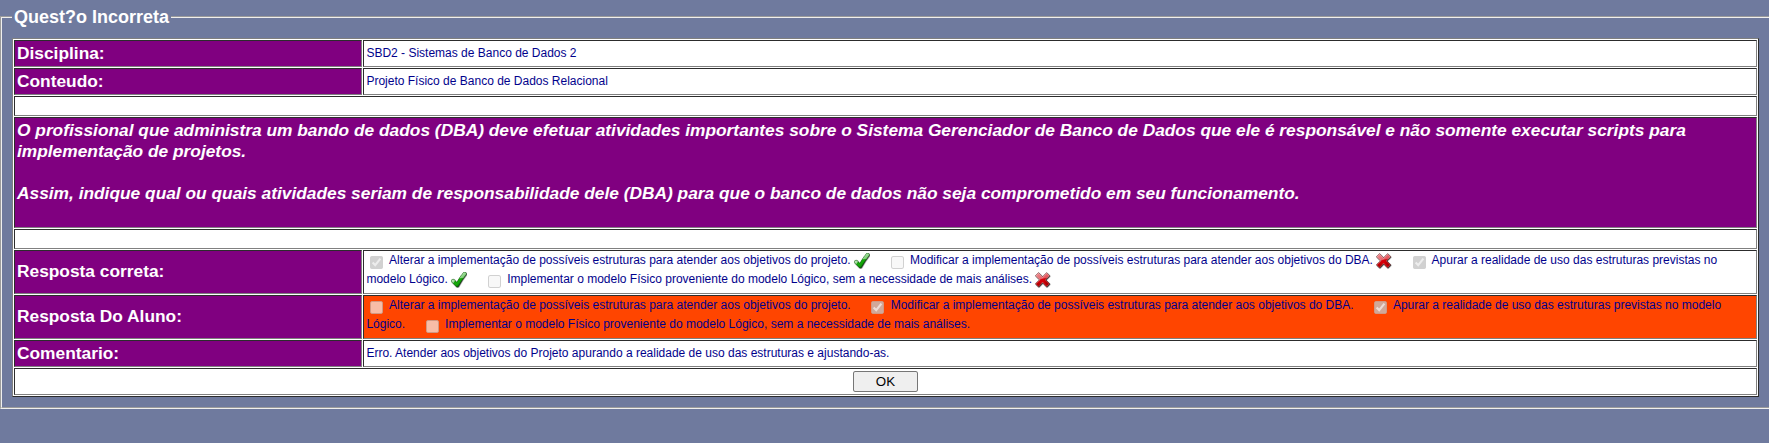 Quest?o Incorreta
Disciplina: SBD2 - Sistemas de Banco de Dados 2
Conteudo: Projeto Físico de Banco de Dados Relacional
O profissional que administra um bando de dados (DBA) deve efetuar atividades importantes sobre o Sistema Gerenciador de Banco de Dados que ele é responsável e não somente executar scripts para
implementação de projetos.
Assim, indique qual ou quais atividades seriam de responsabilidade dele (DBA) para que o banco de dados não seja comprometido em seu funcionamento.
Resposta correta:
Alterar a implementação de possíveis estruturas para atender aos objetivos do projeto. Modificar a implementação de possíveis estruturas para atender aos objetivos do DBA. Apurar a realidade de uso das estruturas previstas no
modelo Lógico. Implementar o modelo Físico proveniente do modelo Lógico, sem a necessidade de mais análises.
Resposta Do Aluno:
Alterar a implementação de possíveis estruturas para atender aos objetivos do projeto. Modificar a implementação de possíveis estruturas para atender aos objetivos do DBA. Apurar a realidade de uso das estruturas previstas no modelo
Lógico. Implementar o modelo Físico proveniente do modelo Lógico, sem a necessidade de mais análises.
Comentario: Erro. Atender aos objetivos do Projeto apurando a realidade de uso das estruturas e ajustando-as.
OK